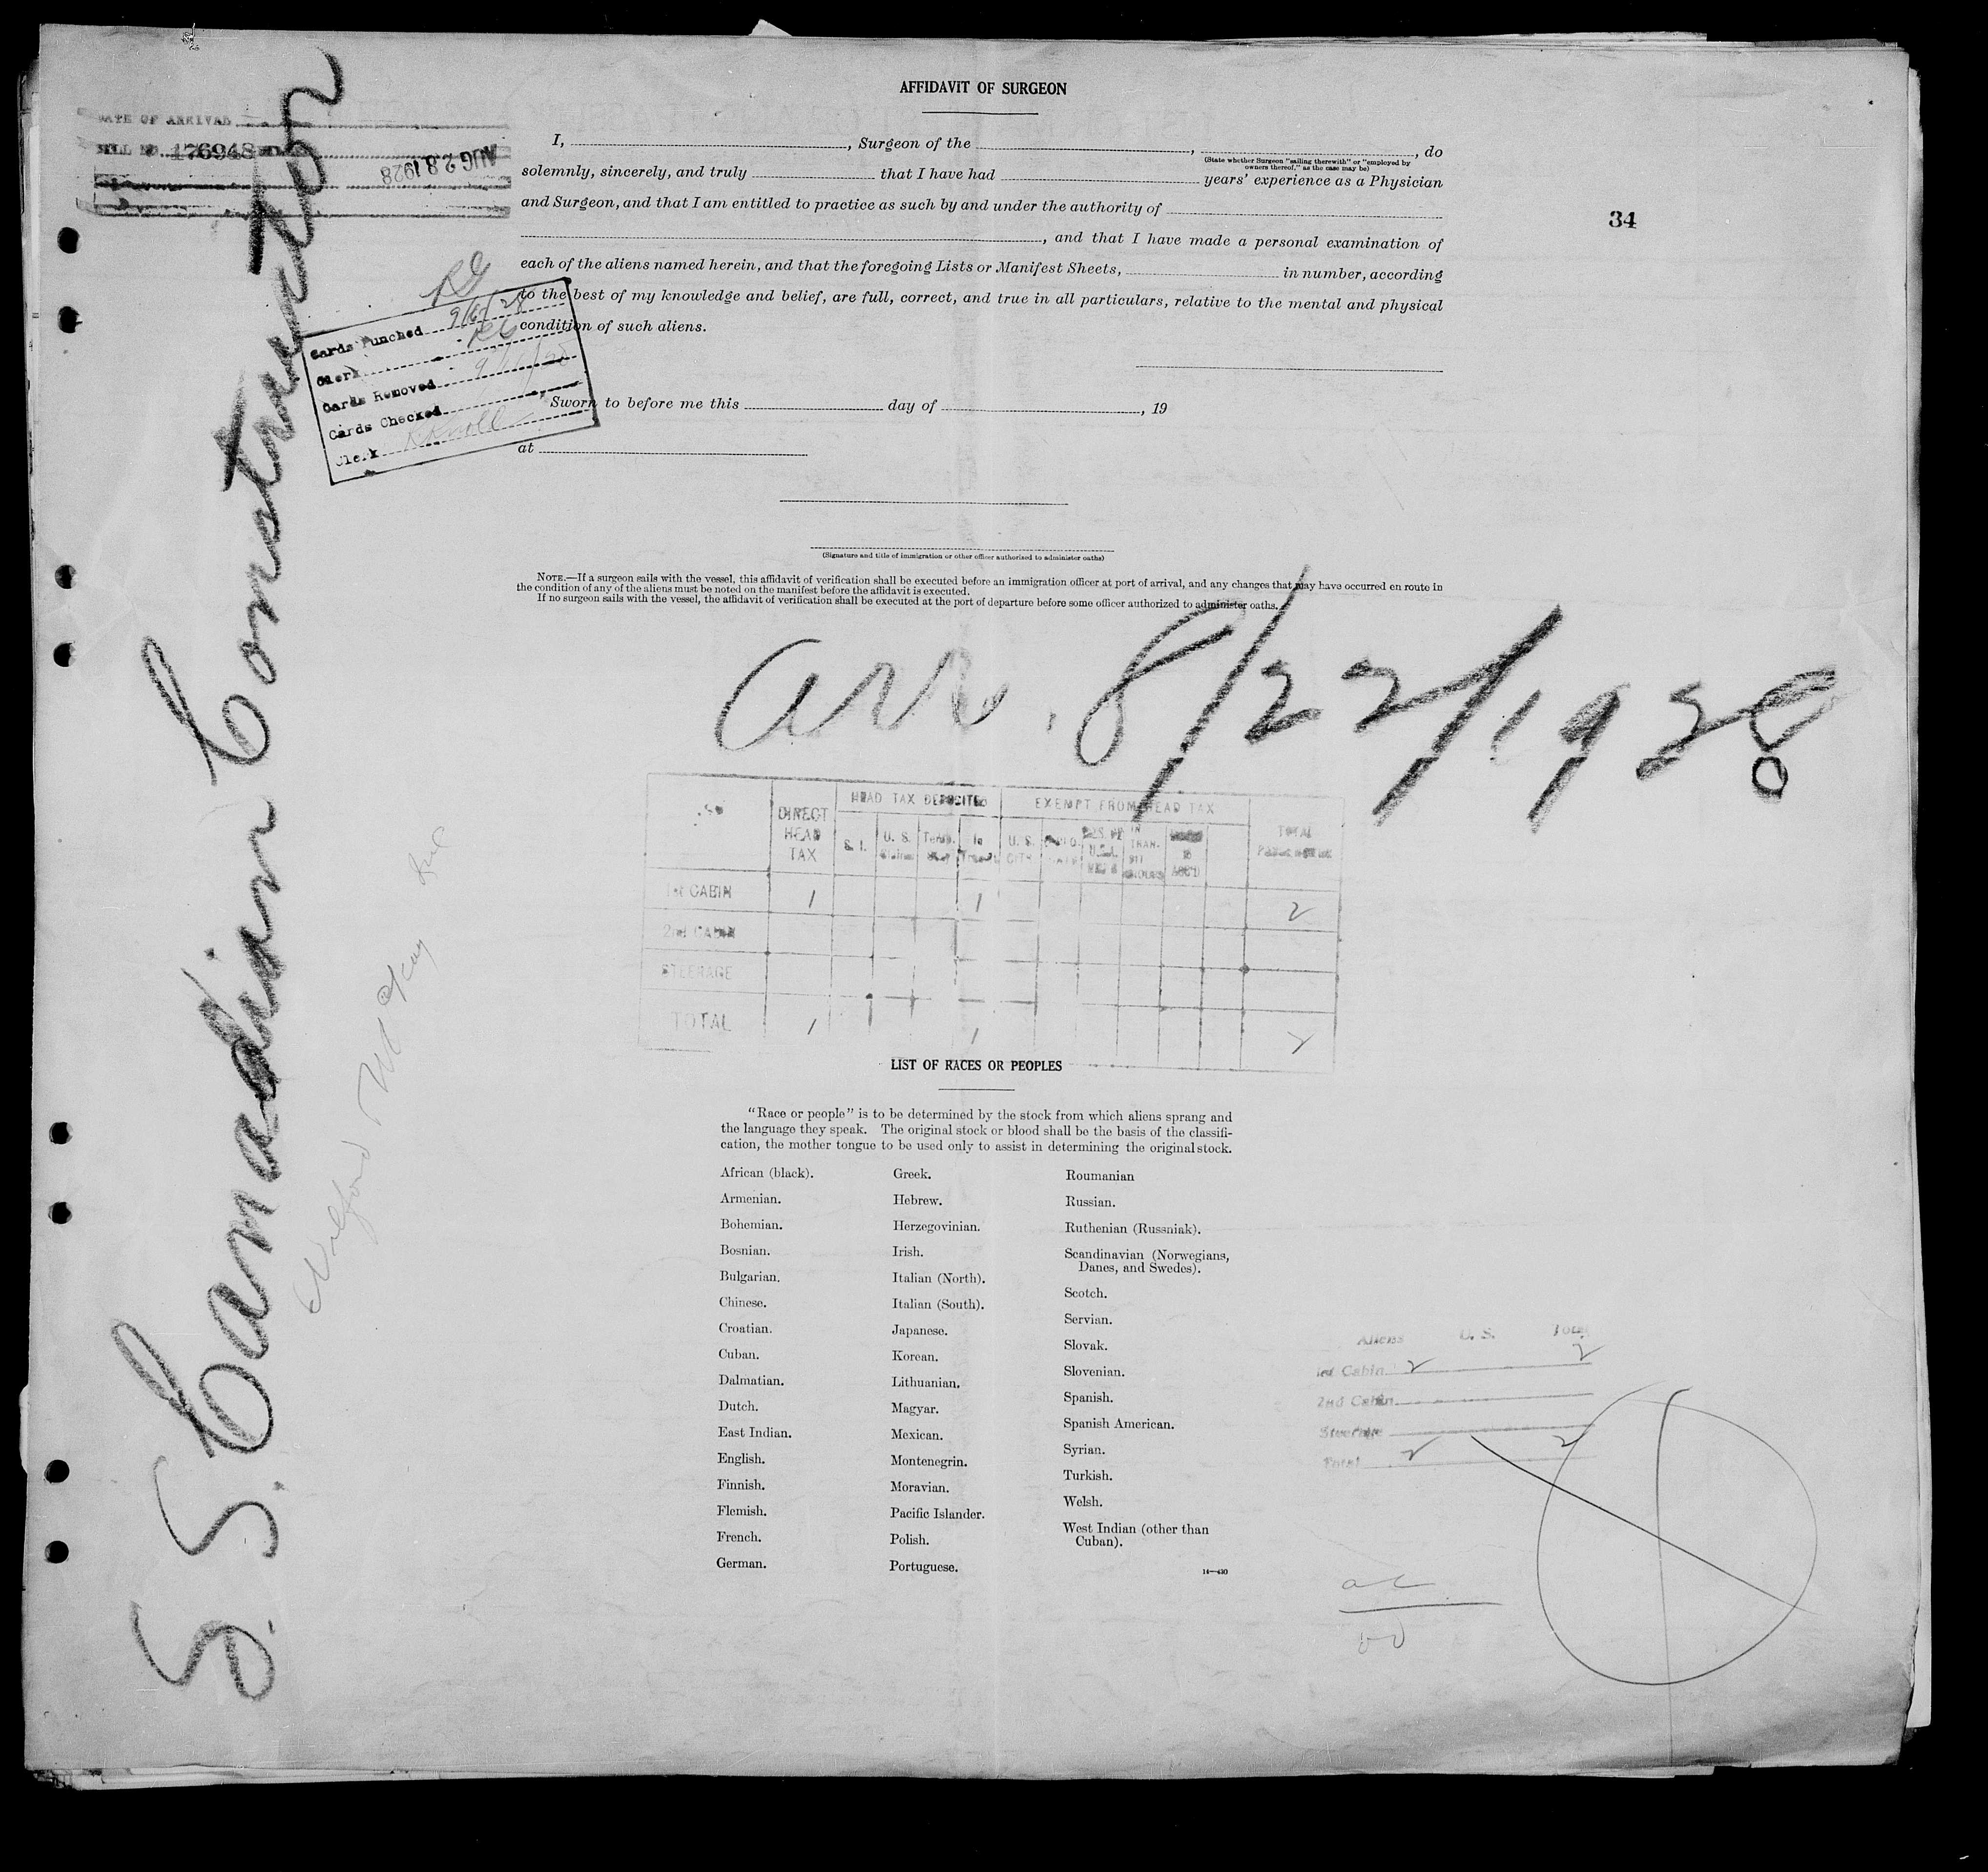 AFFIDAVIT OF SURGEON
DATE OF ARRIVAL
BILL NO. 176948
AUG 28 1928
34
I, , Surgeon of the , , do
(State whether Surgeon "sailing therewith" or "employed by
owners thereof," as the case may be)
solemnly, sincerely, and truly that I have had years' experience as a Physician
and Surgeon, and that I am entitled to practice as such by and under the authority of
, and that I have made a personal examination of
each of the aliens named herein, and that the foregoing Lists or Manifest Sheets, in number, according
to the best of my knowledge and belief, are full, correct, and true in all particulars, relative to the mental and physical
condition of such aliens.
Cards Punched 9/6/28
Clerk
Cards Removed
Cards Checked
Clerk
Sworn to before me this day of , 19
at
(Signature and title of immigration or other officer authorized to administer oaths)
NOTE.—If a surgeon sails with the vessel, this affidavit of verification shall be executed before an immigration officer at port of arrival, and any changes that may have occurred en route in
the condition of any of the aliens must be noted on the manifest before the affidavit is executed.
If no surgeon sails with the vessel, the affidavit of verification shall be executed at the port of departure before some officer authorized to administer oaths.
S. S. Canadian Constructor
arr. 8/22/1928
DIRECT HEAD TAX
HEAD TAX DEPOSITED
EXEMPT FROM HEAD TAX
TOTAL
S. I. U. S. U. S.
1st CABIN 1 1 2
2nd CABIN
STEERAGE
TOTAL 1 1 2
LIST OF RACES OR PEOPLES
"Race or people" is to be determined by the stock from which aliens sprang and
the language they speak. The original stock or blood shall be the basis of the classifi-
cation, the mother tongue to be used only to assist in determining the original stock.
African (black).
Armenian.
Bohemian.
Bosnian.
Bulgarian.
Chinese.
Croatian.
Cuban.
Dalmatian.
Dutch.
East Indian.
English.
Finnish.
Flemish.
French.
German.
Greek.
Hebrew.
Herzegovinian.
Irish.
Italian (North).
Italian (South).
Japanese.
Korean.
Lithuanian.
Magyar.
Mexican.
Montenegrin.
Moravian.
Pacific Islander.
Polish.
Portuguese.
Roumanian
Russian.
Ruthenian (Russniak).
Scandinavian (Norwegians,
Danes, and Swedes).
Scotch.
Servian.
Slovak.
Slovenian.
Spanish.
Spanish American.
Syrian.
Turkish.
Welsh.
West Indian (other than
Cuban).
14—430
Aliens U. S. Total
1st Cabin 2 2
2nd Cabin
Steerage
Total 2 2